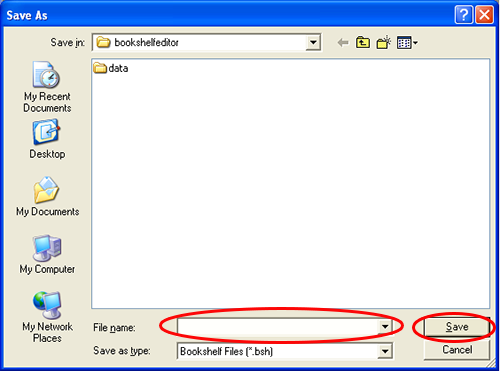 Save As
Save in:
bookshelfeditor
data
My Recent
Documents
Desktop
My Documents
My Computer
My Network
Places
File name:
Save
Save as type:
Bookshelf Files (*.bsh)
Cancel